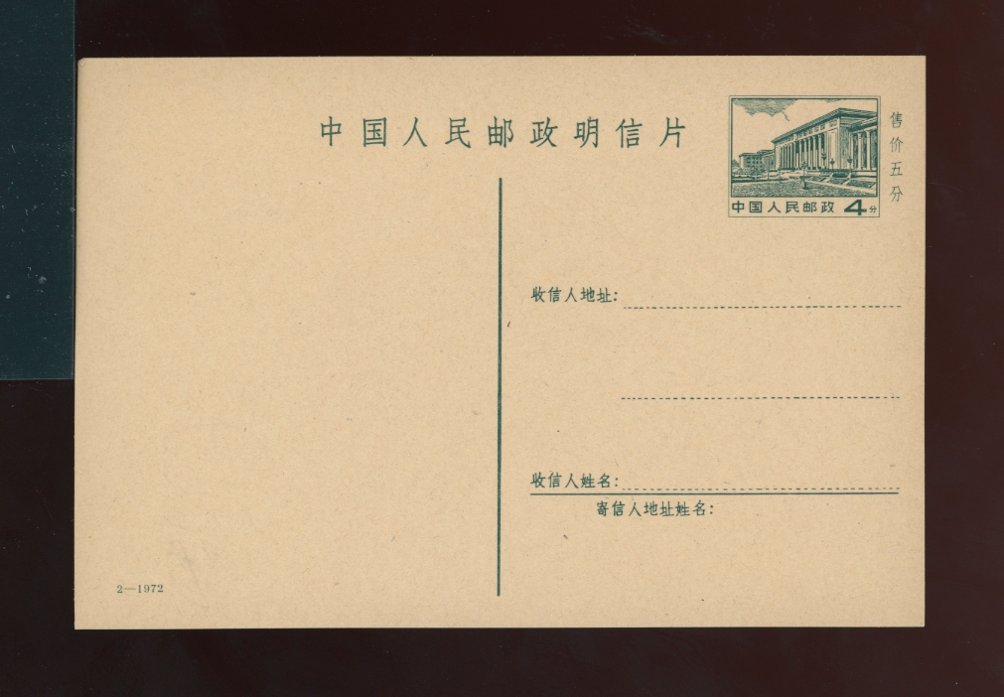 中国人民邮政明信片
售价五分
中国人民邮政 4分
收信人地址:
收信人姓名:
寄信人地址姓名:
2—1972